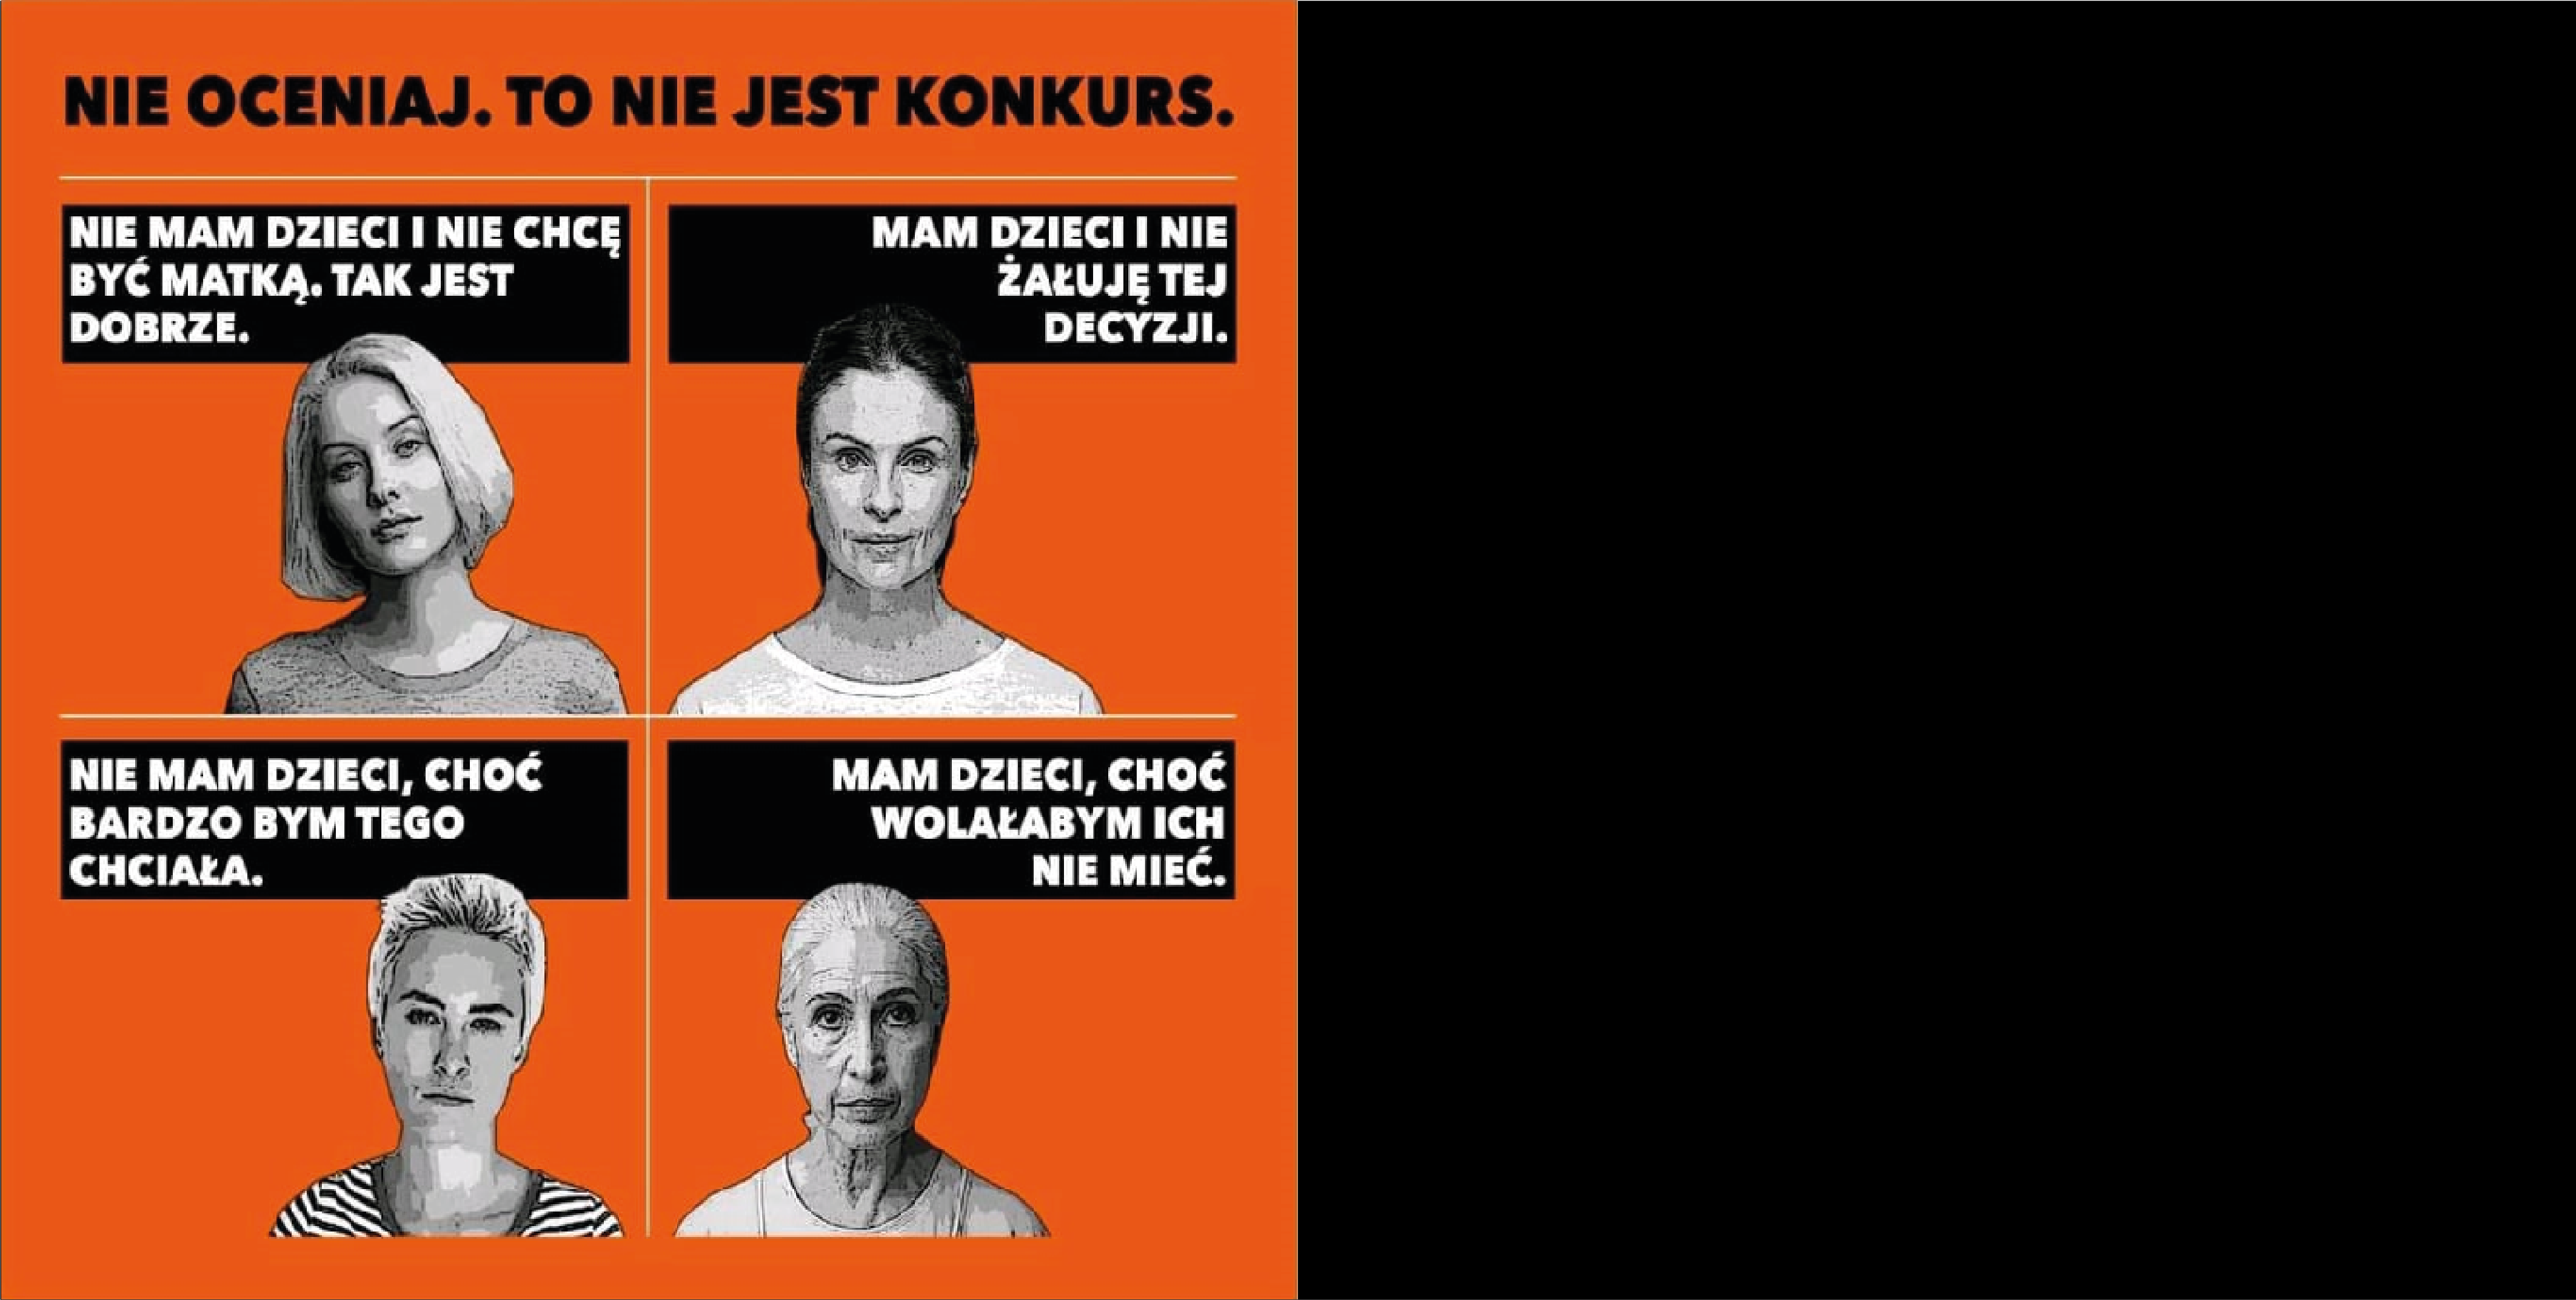 NIE OCENIAJ. TO NIE JEST KONKURS.
NIE MAM DZIECI I NIE CHCĘ
BYĆ MATKĄ. TAK JEST
DOBRZE.
MAM DZIECI I NIE
ŻAŁUJĘ TEJ
DECYZJI.
NIE MAM DZIECI, CHOĆ
BARDZO BYM TEGO
CHCIAŁA.
MAM DZIECI, CHOĆ
WOLAŁABYM ICH
NIE MIEĆ.